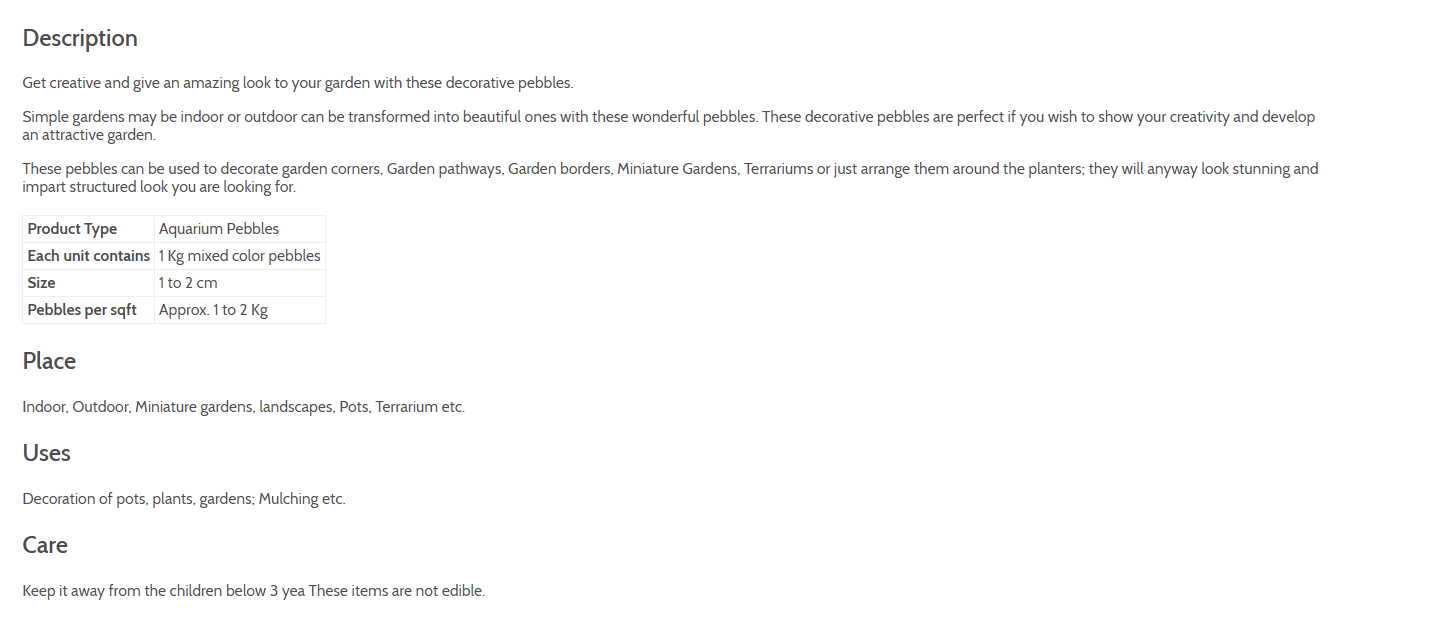 Description
Get creative and give an amazing look to your garden with these decorative pebbles.
Simple gardens may be indoor or outdoor can be transformed into beautiful ones with these wonderful pebbles. These decorative pebbles are perfect if you wish to show your creativity and develop
an attractive garden.
These pebbles can be used to decorate garden corners, Garden pathways, Garden borders, Miniature Gardens, Terrariums or just arrange them around the planters; they will anyway look stunning and
impart structured look you are looking for.
Product Type Aquarium Pebbles
Each unit contains 1 Kg mixed color pebbles
Size 1 to 2 cm
Pebbles per sqft Approx. 1 to 2 Kg
Place
Indoor, Outdoor, Miniature gardens, landscapes, Pots, Terrarium etc.
Uses
Decoration of pots, plants, gardens; Mulching etc.
Care
Keep it away from the children below 3 yea These items are not edible.